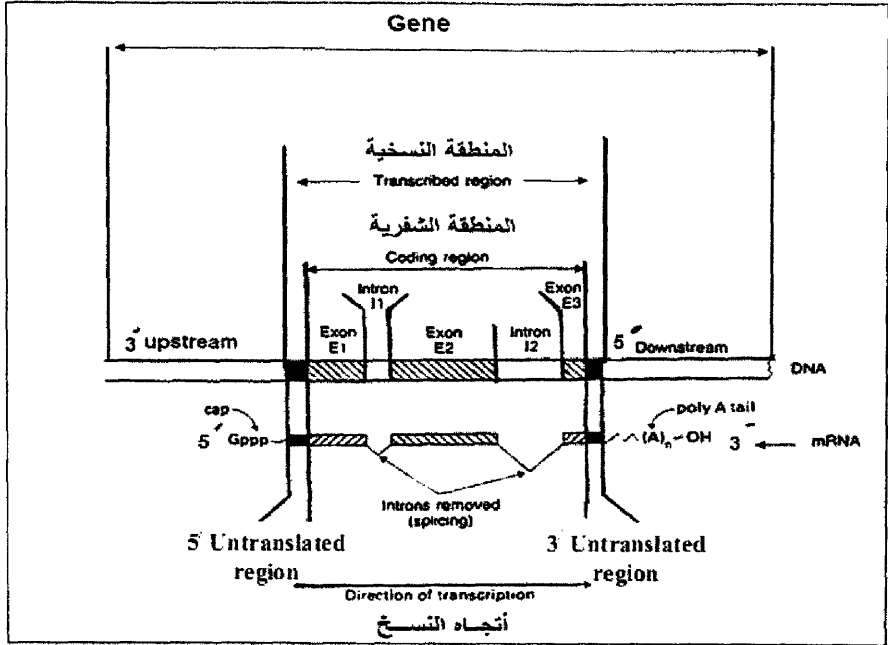 Gene
المنطقة النسخية
Transcribed region
المنطقة الشفرية
Coding region
Intron
I1
Exon
E3
3' upstream
Exon
E1
Exon
E2
Intron
I2
5' Downstream
DNA
cap
poly A tail
5' Gppp
(A)n-OH 3'
mRNA
Introns removed
(splicing)
5' Untranslated
region
3' Untranslated
region
Direction of transcription
أتجاه النسخ